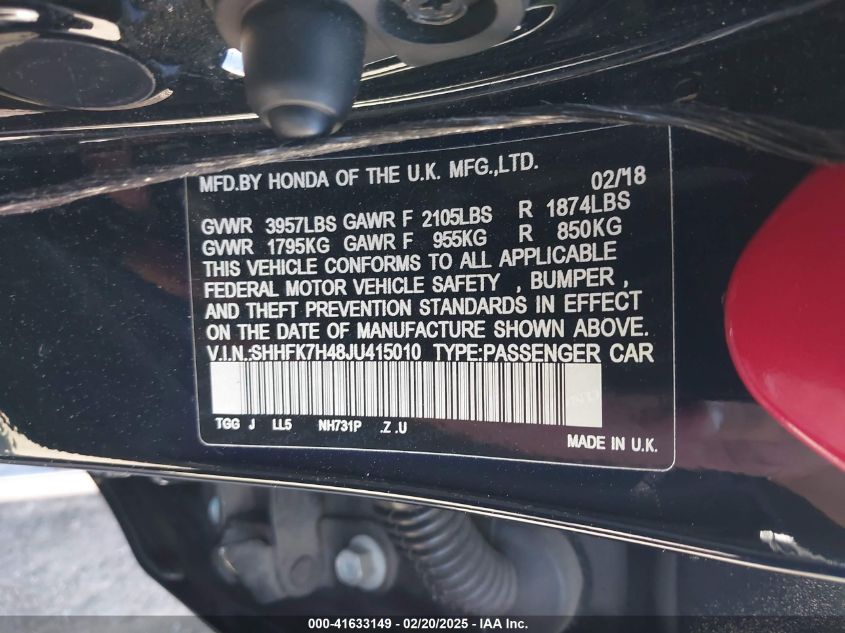 MFD.BY HONDA OF THE U.K. MFG.,LTD.
02/18
GVWR 3957LBS GAWR F 2105LBS R 1874LBS
GVWR 1795KG GAWR F 955KG R 850KG
THIS VEHICLE CONFORMS TO ALL APPLICABLE
FEDERAL MOTOR VEHICLE SAFETY , BUMPER ,
AND THEFT PREVENTION STANDARDS IN EFFECT
ON THE DATE OF MANUFACTURE SHOWN ABOVE.
V.I.N.:SHHFK7H48JU415010 TYPE:PASSENGER CAR
TGG J LL5 NH731P .Z .U
MADE IN U.K.
000-41633149 — 02/20/2025 — IAA Inc.